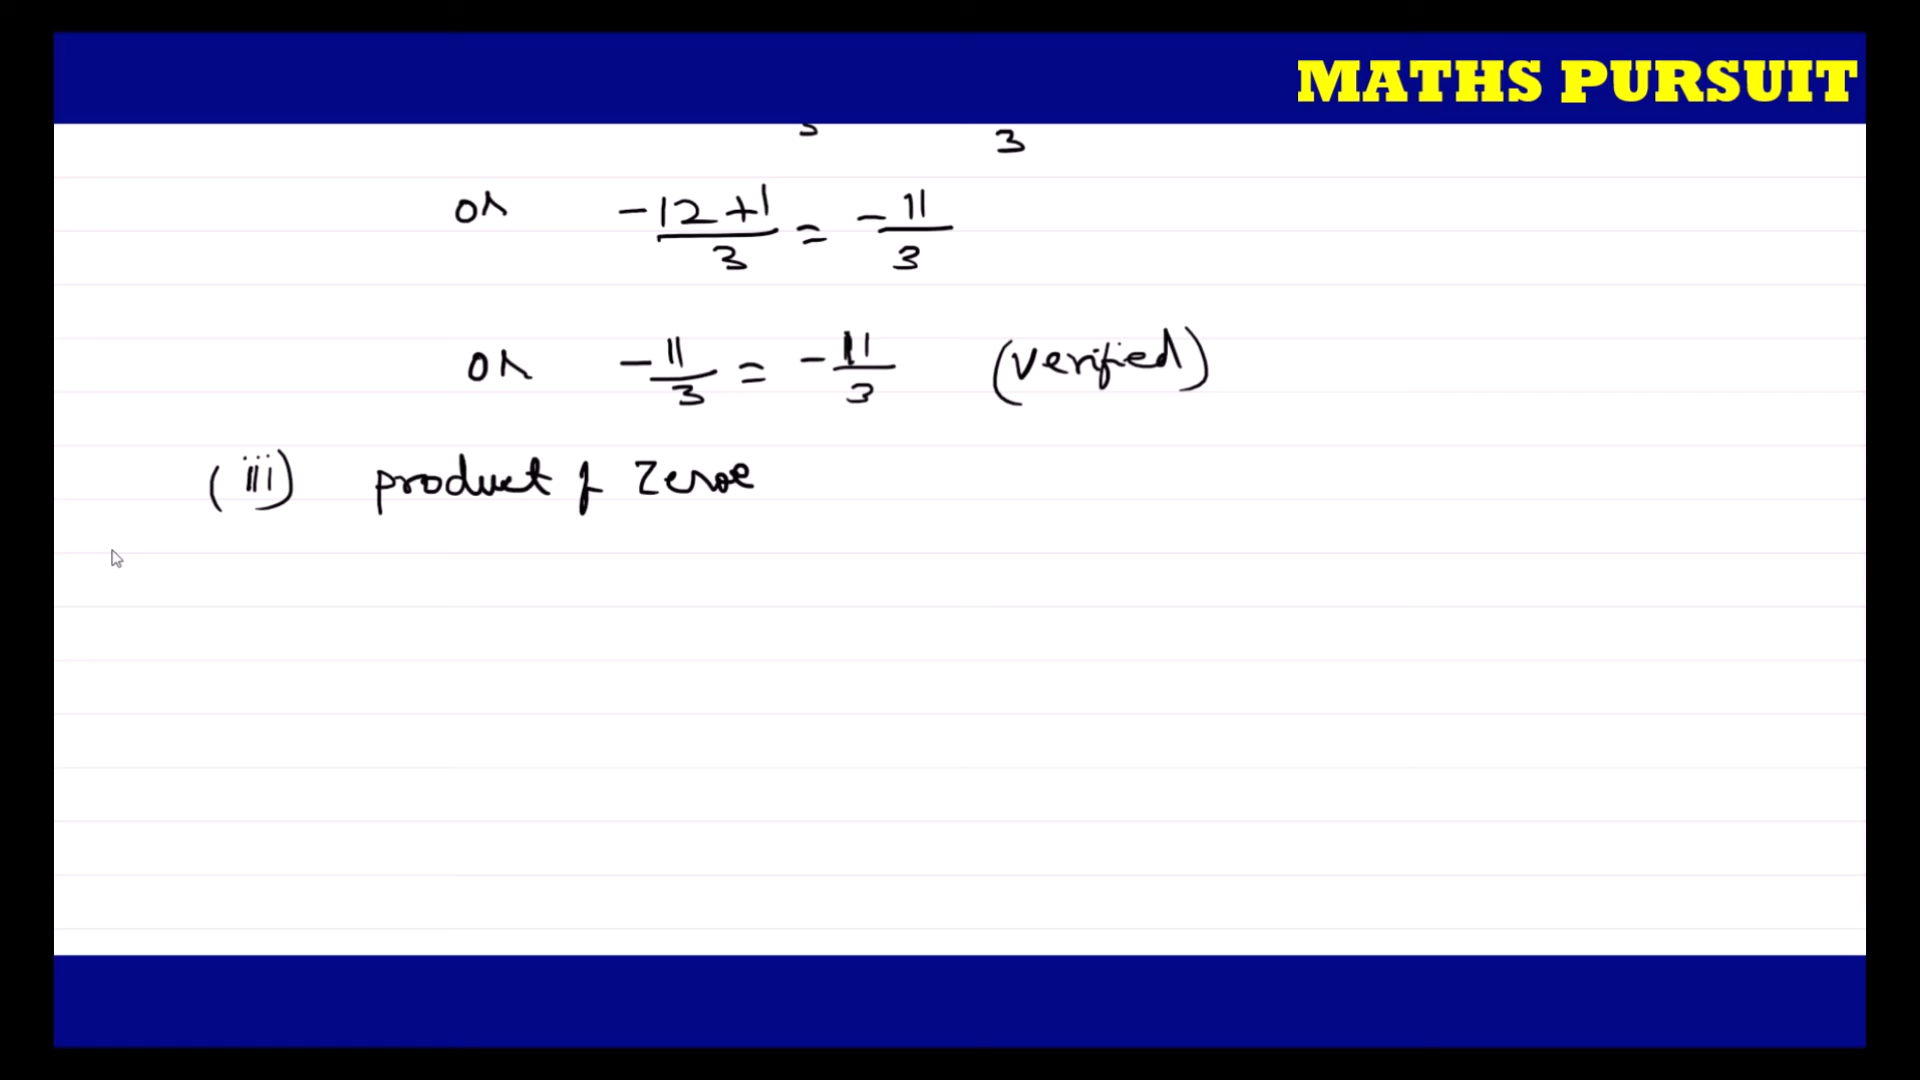 MATHS PURSUIT
3 3
or -12+1/3 = -11/3
or -11/3 = -11/3 (verified)
(iii) product of Zeroe